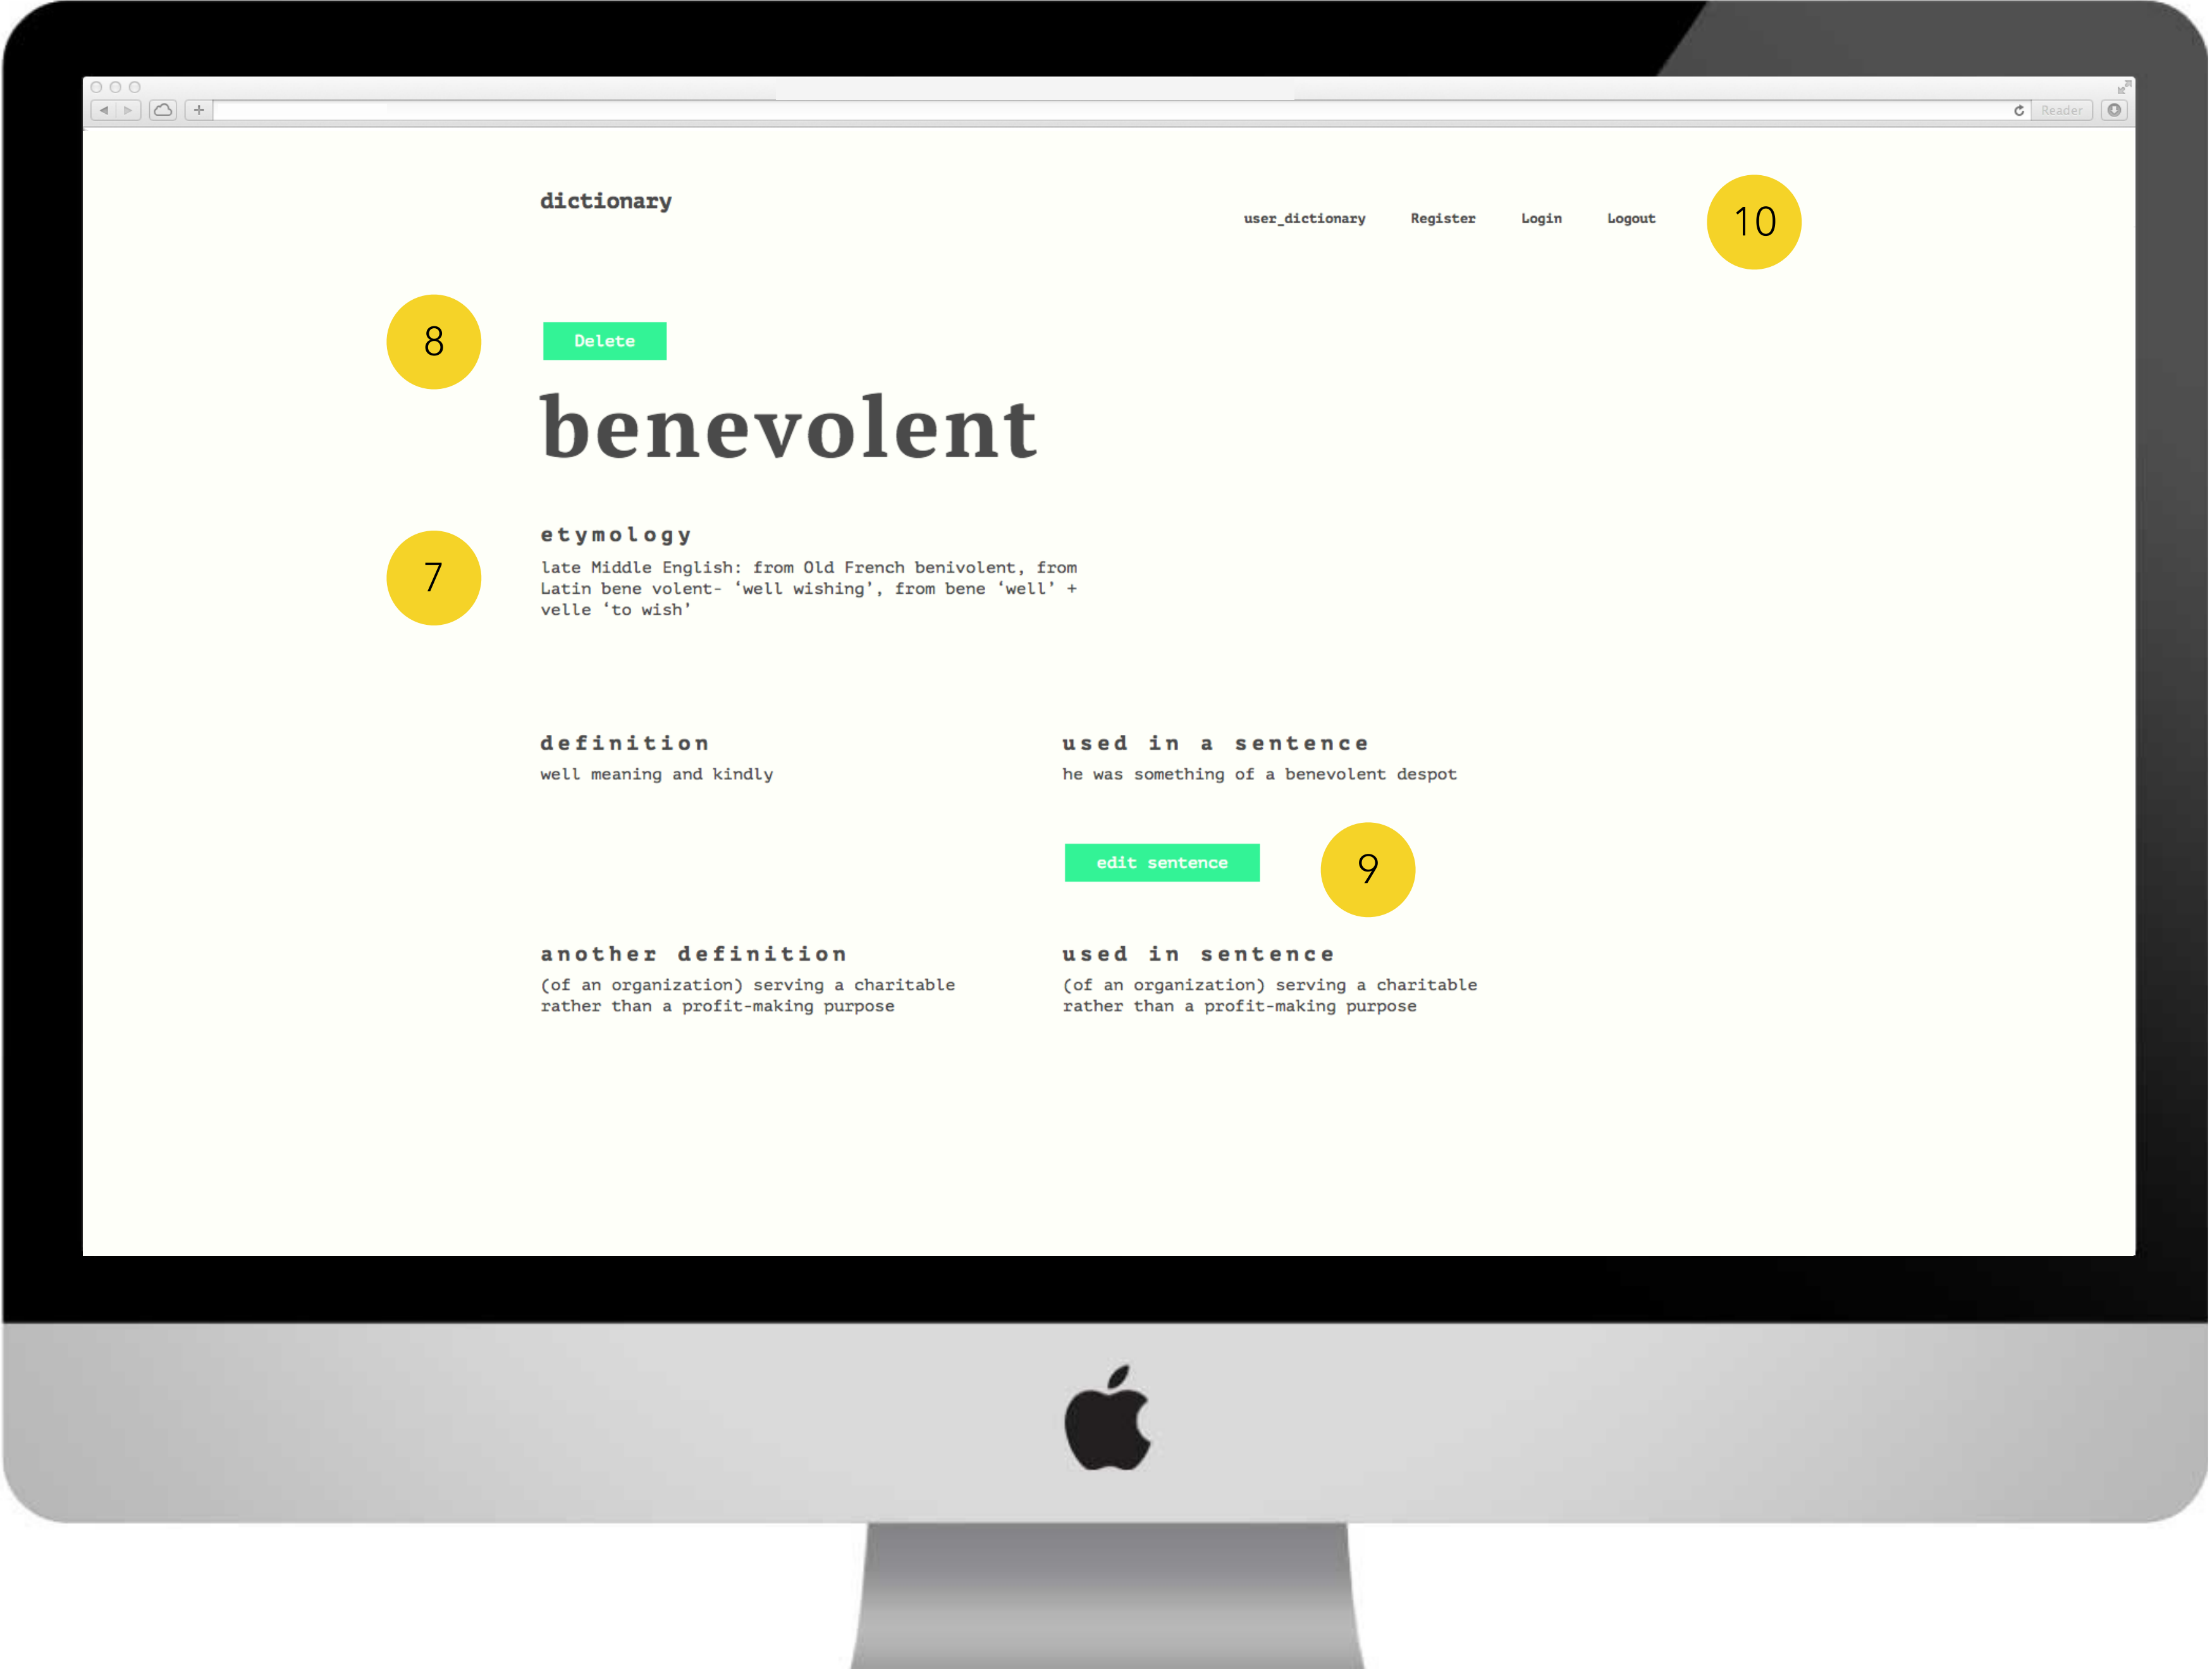 Reader
dictionary
user_dictionary Register Login Logout
10
8
Delete
benevolent
7
etymology
late Middle English: from Old French benivolent, from
Latin bene volent- ‘well wishing’, from bene ‘well’ +
velle ‘to wish’
definition
well meaning and kindly
used in a sentence
he was something of a benevolent despot
edit sentence
9
another definition
(of an organization) serving a charitable
rather than a profit-making purpose
used in sentence
(of an organization) serving a charitable
rather than a profit-making purpose